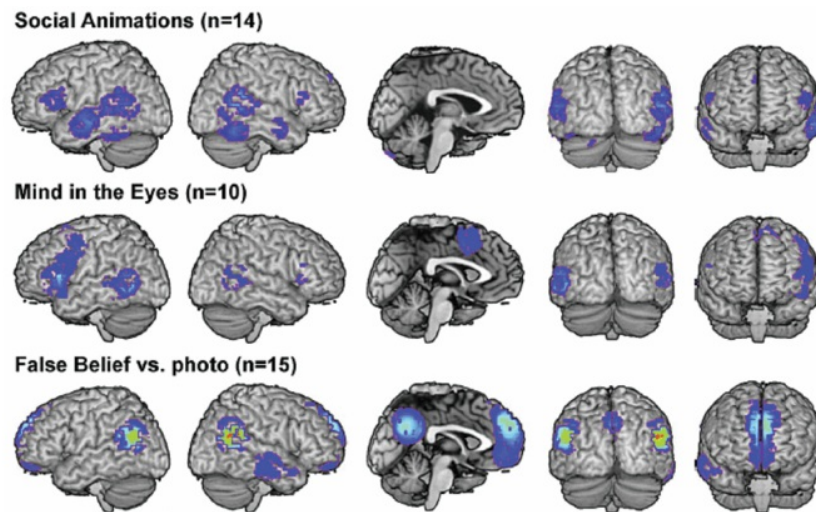 Social Animations (n=14)
Mind in the Eyes (n=10)
False Belief vs. photo (n=15)